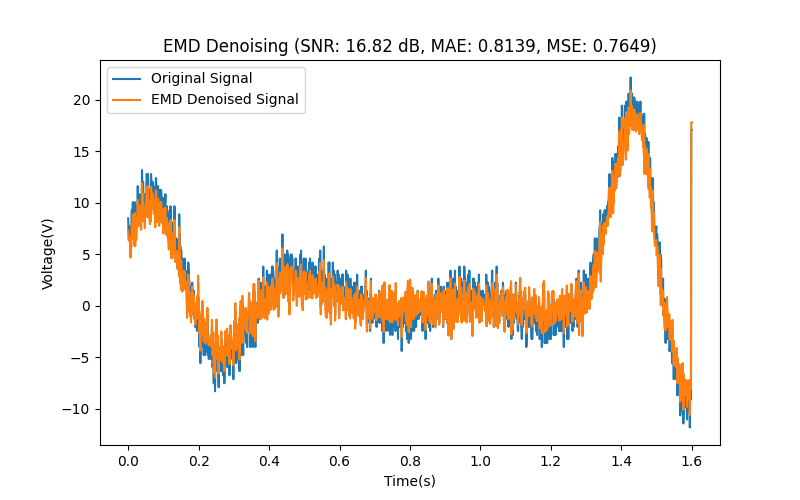 EMD Denoising (SNR: 16.82 dB, MAE: 0.8139, MSE: 0.7649)
Original Signal
EMD Denoised Signal
Voltage(V)
20
15
10
5
0
−5
−10
0.0 0.2 0.4 0.6 0.8 1.0 1.2 1.4 1.6
Time(s)